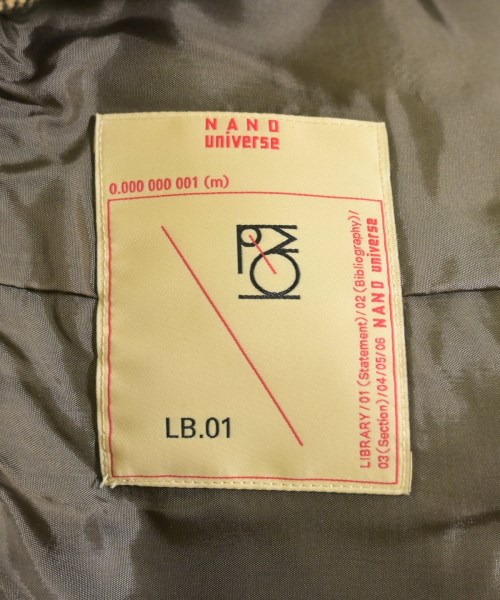 NANO
universe
0.000 000 001 (m)
LB.01
LIBRARY/01 (Statement)/02 (Bibliography)/
03 (Section)/04/05/06 NANO universe